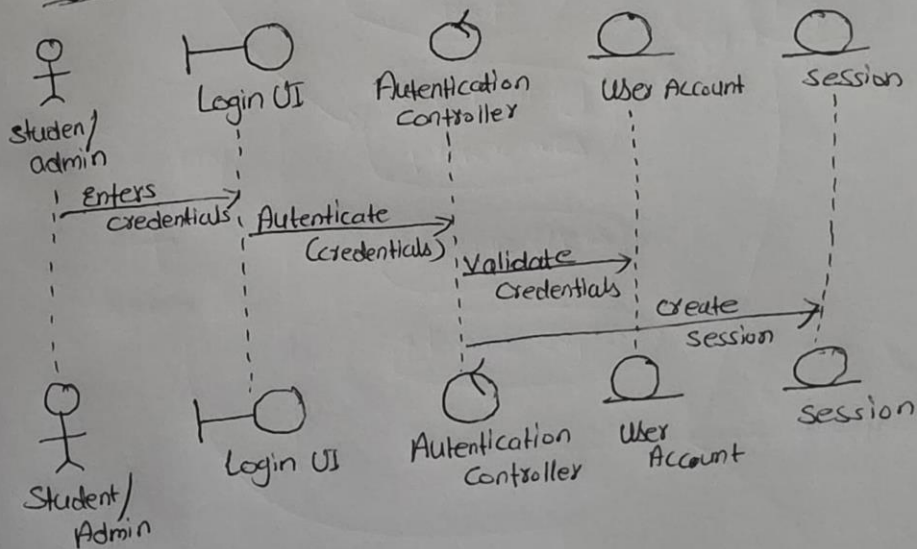 Studen/
admin
Login UI
Autentication
Controller
User Account
Session
Enters
credentials
Autenticate
(credentials)
Validate
credentials
create
session
Student/
Admin
Login UI
Autentication
Controller
User
Account
Session